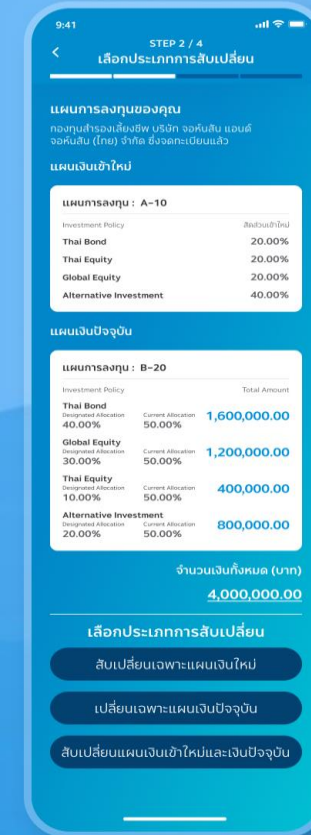 9:41
STEP 2 / 4
เลือกประเภทการสับเปลี่ยน
แผนการลงทุนของคุณ
กองทุนสำรองเลี้ยงชีพ บริษัท จอห์นสัน แอนด์
จอห์นสัน (ไทย) จำกัด ซึ่งจดทะเบียนแล้ว
แผนเงินเข้าใหม่
แผนการลงทุน : A-10
Investment Policy สัดส่วนเข้าใหม่
Thai Bond 20.00%
Thai Equity 20.00%
Global Equity 20.00%
Alternative Investment 40.00%
แผนเงินปัจจุบัน
แผนการลงทุน : B-20
Investment Policy Total Amount
Thai Bond
Designated Allocation Current Allocation
40.00% 50.00% 1,600,000.00
Global Equity
Designated Allocation Current Allocation
30.00% 50.00% 1,200,000.00
Thai Equity
Designated Allocation Current Allocation
10.00% 50.00% 400,000.00
Alternative Investment
Designated Allocation Current Allocation
20.00% 50.00% 800,000.00
จำนวนเงินทั้งหมด (บาท)
4,000,000.00
เลือกประเภทการสับเปลี่ยน
สับเปลี่ยนเฉพาะแผนเงินใหม่
เปลี่ยนเฉพาะแผนเงินปัจจุบัน
สับเปลี่ยนแผนเงินเข้าใหม่และเงินปัจจุบัน